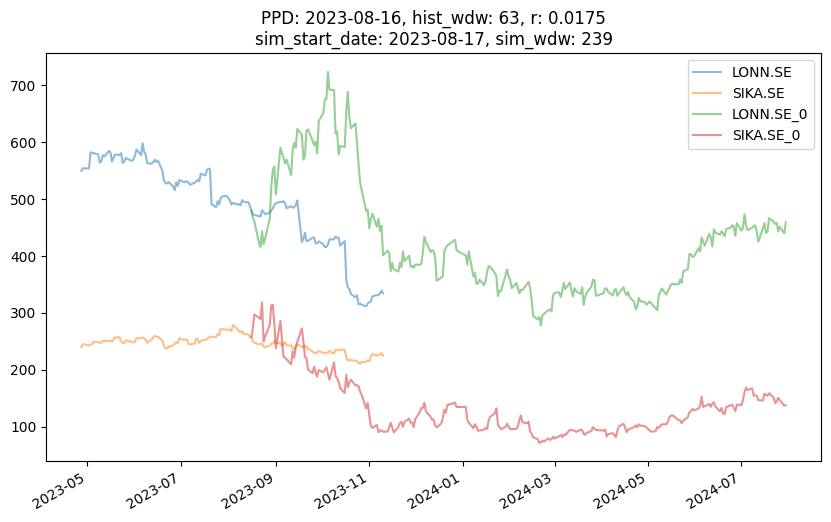 PPD: 2023-08-16, hist_wdw: 63, r: 0.0175
sim_start_date: 2023-08-17, sim_wdw: 239
LONN.SE
SIKA.SE
LONN.SE_0
SIKA.SE_0
700
600
500
400
300
200
100
2023-05
2023-07
2023-09
2023-11
2024-01
2024-03
2024-05
2024-07